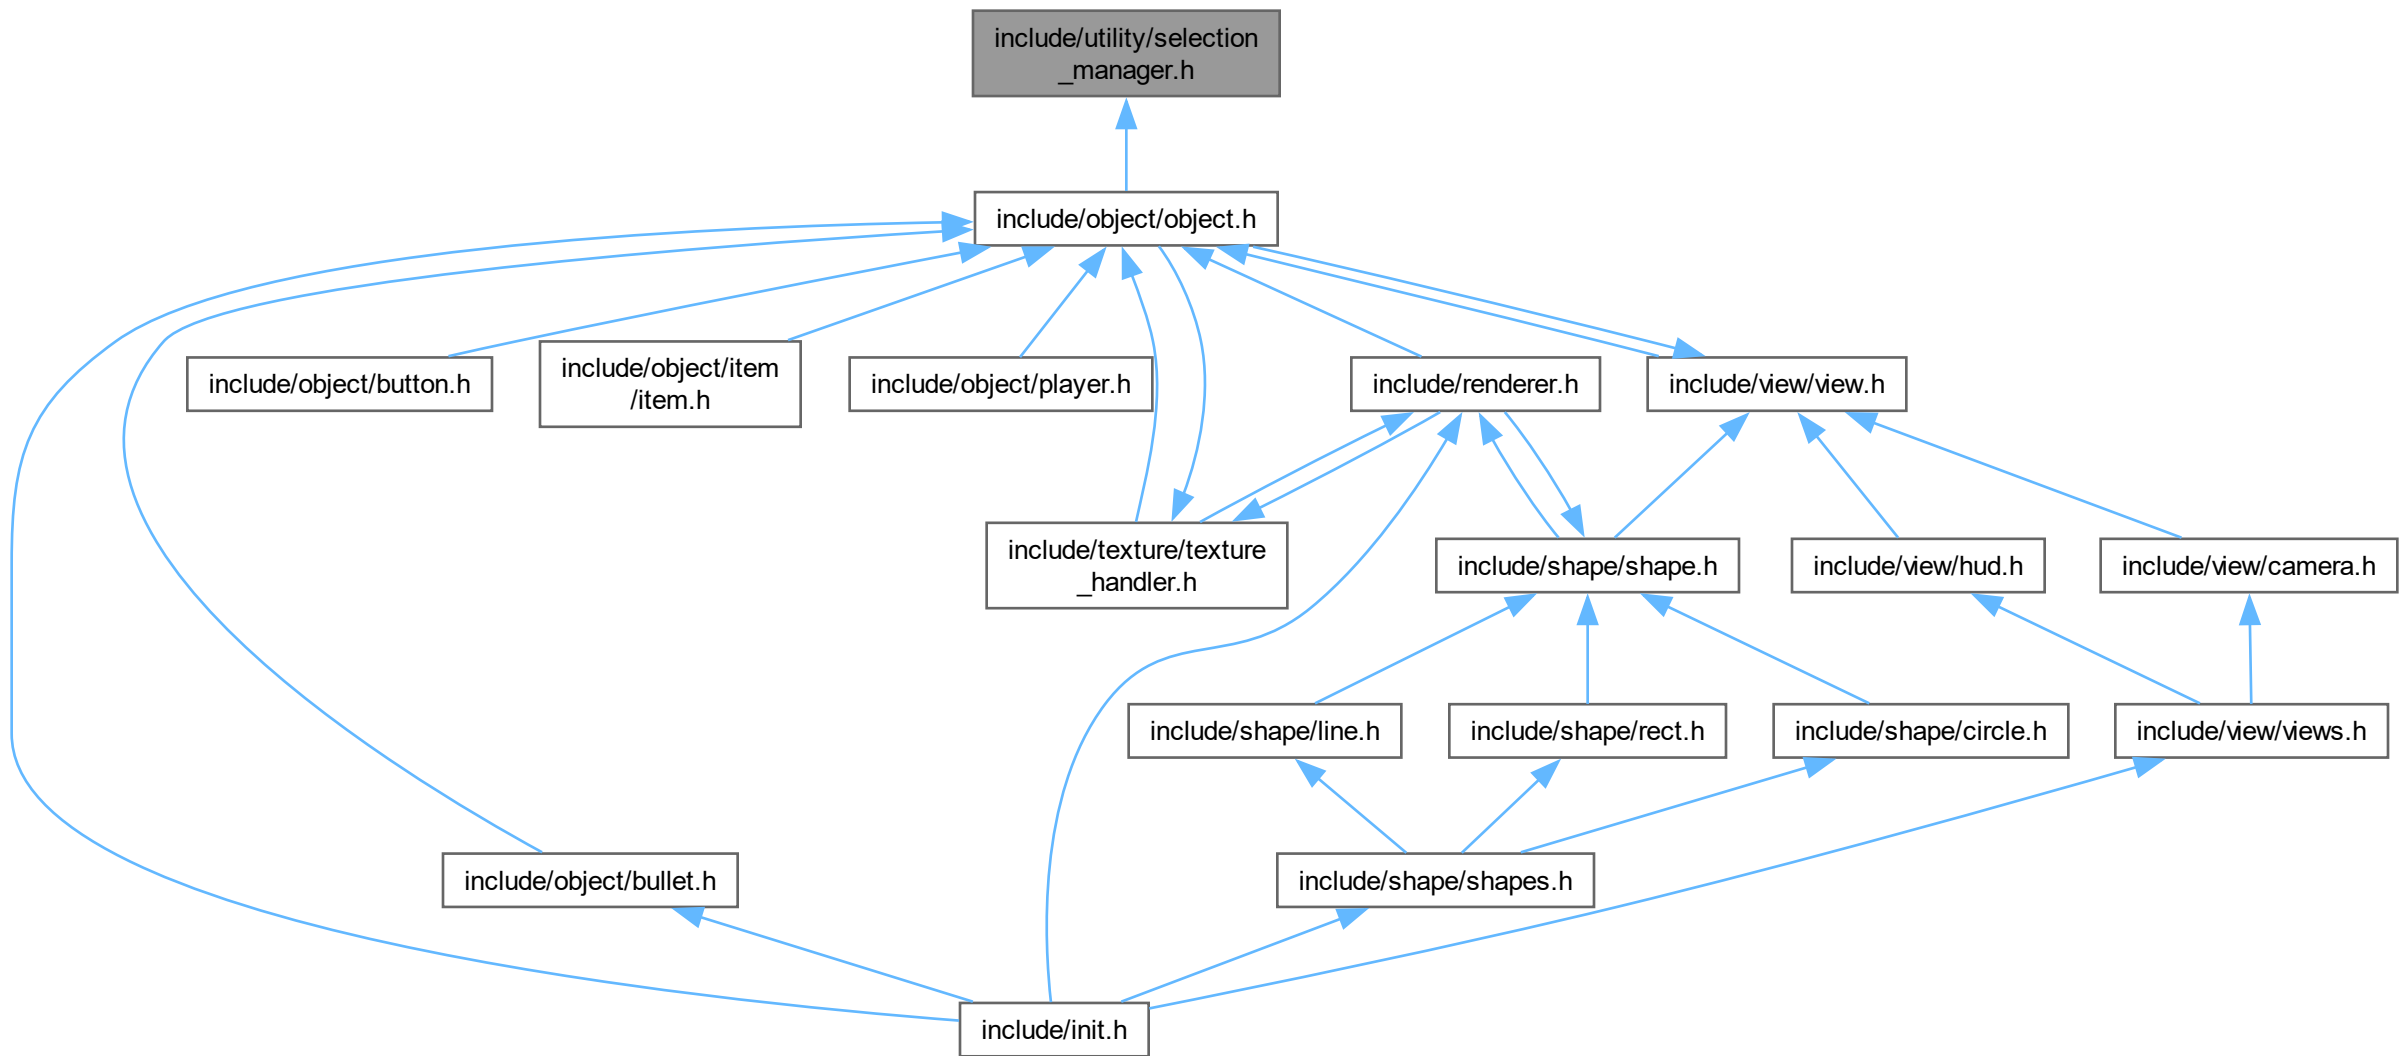 include/utility/selection
_manager.h
include/object/object.h
include/object/button.h
include/object/item
/item.h
include/object/player.h
include/renderer.h
include/view/view.h
include/texture/texture
_handler.h
include/shape/shape.h
include/view/hud.h
include/view/camera.h
include/shape/line.h
include/shape/rect.h
include/shape/circle.h
include/view/views.h
include/object/bullet.h
include/shape/shapes.h
include/init.h